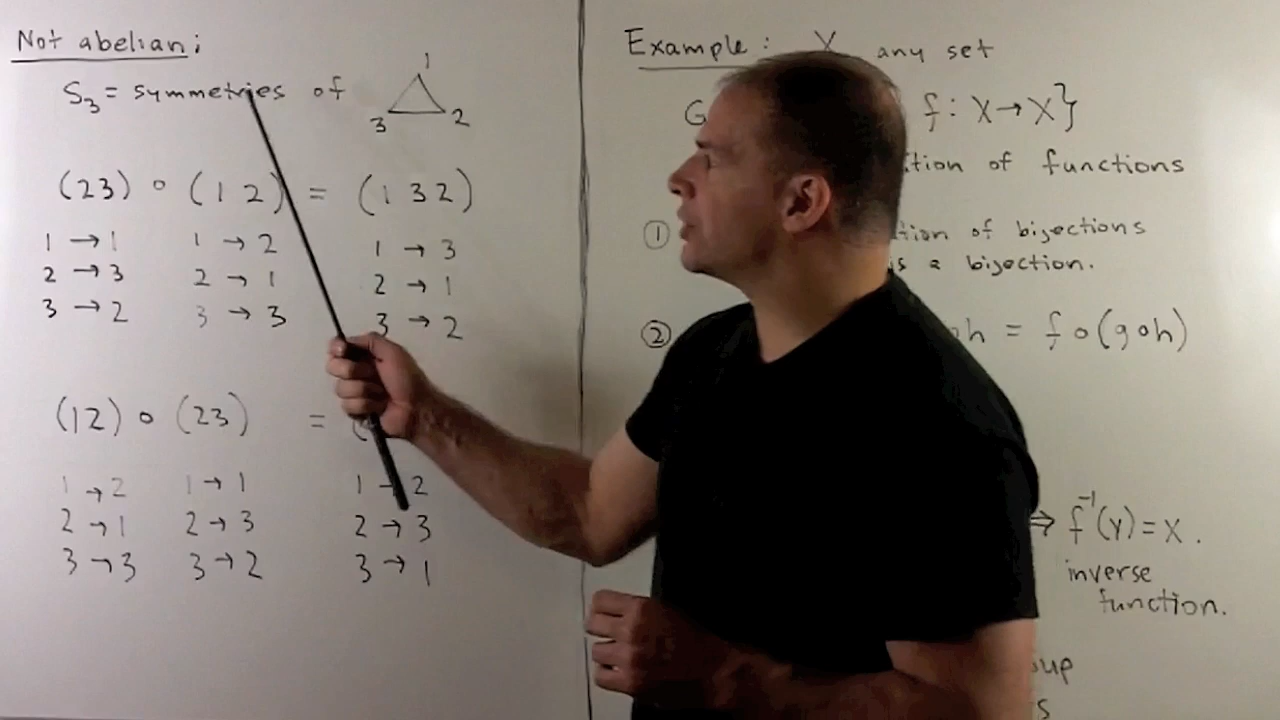 Not abelian:
S3 = symmetries of
1
3 2
(23) ∘ (1 2) = (1 3 2)
1 → 1 1 → 2 1 → 3
2 → 3 2 → 1 2 → 1
3 → 2 3 → 3 3 → 2
(12) ∘ (23) = (
1 → 2 1 → 1 1 → 2
2 → 1 2 → 3 2 → 3
3 → 3 3 → 2 3 → 1
Example: X any set
G f: X → X}
of functions
① of bijections
a bijection.
② h = f ∘ (g ∘ h)
⇒ f⁻¹(y) = x.
inverse
function.